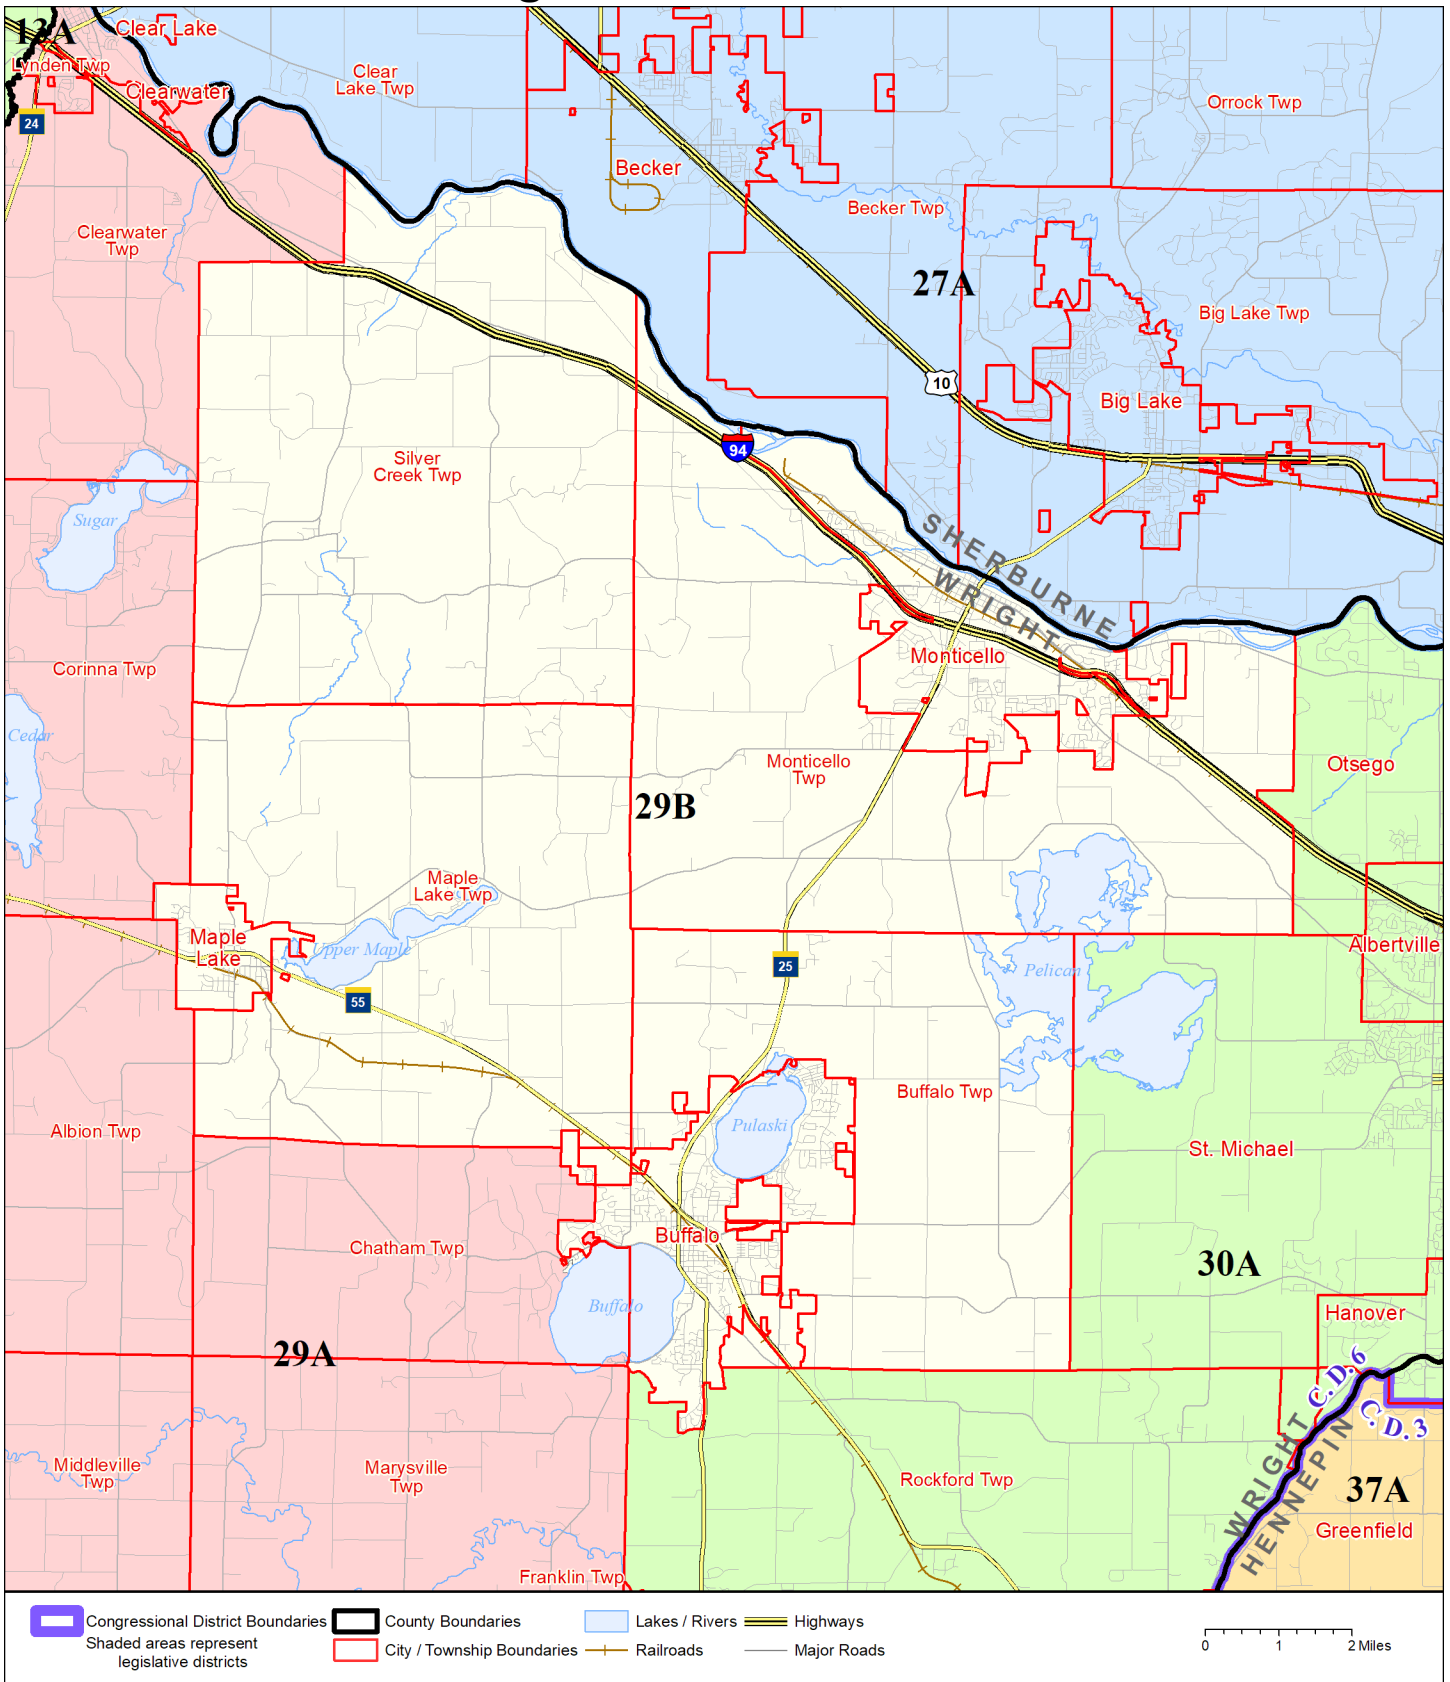 13A
Clear Lake
Lynden Twp
Clearwater
24
Clear
Lake Twp
Orrock Twp
Becker
Becker Twp
Clearwater
Twp
27A
Big Lake Twp
10
Big Lake
94
Silver
Creek Twp
Sugar
SHERBURNE
WRIGHT
Corinna Twp
Monticello
Cedar
Monticello
Twp
Otsego
29B
Maple
Lake Twp
Maple
Lake
Upper Maple
Albertville
25
Pelican
55
Buffalo Twp
Pulaski
Albion Twp
St. Michael
Buffalo
Chatham Twp
30A
Buffalo
Hanover
29A
C.D.6
C.D.3
WRIGHT
HENNEPIN
Middleville
Twp
Marysville
Twp
Rockford Twp
37A
Greenfield
Franklin Twp
Congressional District Boundaries
County Boundaries
Lakes / Rivers
Highways
Shaded areas represent
legislative districts
City / Township Boundaries
Railroads
Major Roads
0 1 2 Miles